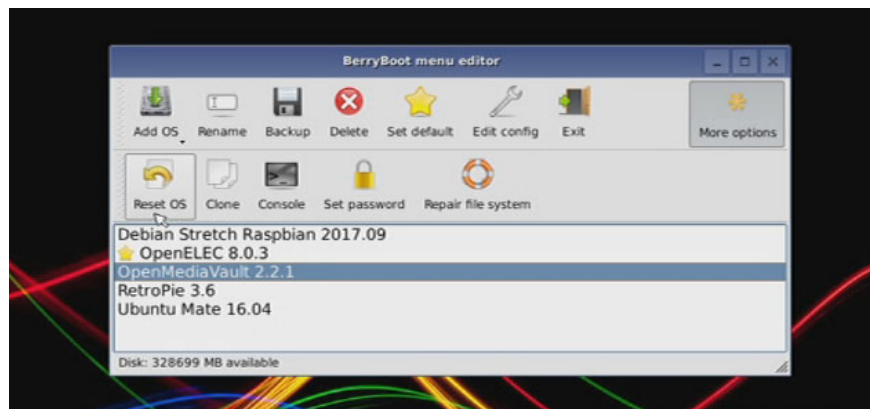 BerryBoot menu editor
Add OS Rename Backup Delete Set default Edit config Exit More options
Reset OS Clone Console Set password Repair file system
Debian Stretch Raspbian 2017.09
OpenELEC 8.0.3
OpenMediaVault 2.2.1
RetroPie 3.6
Ubuntu Mate 16.04
Disk: 328699 MB available